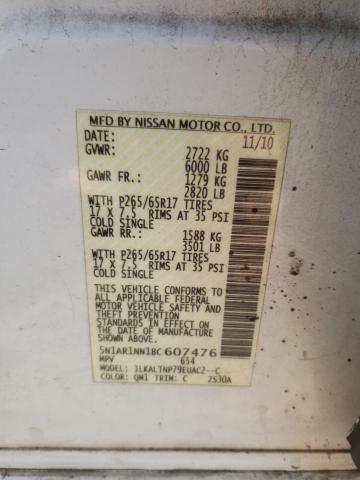 MFD BY NISSAN MOTOR CO., LTD.
DATE: 11/10
GVWR: 2722 KG
6000 LB
GAWR FR.: 1279 KG
2820 LB
WITH P265/65R17 TIRES
17 X 7.5 RIMS AT 35 PSI
COLD SINGLE
GAWR RR.: 1588 KG
3501 LB
WITH P265/65R17 TIRES
17 X 7.5 RIMS AT 35 PSI
COLD SINGLE
THIS VEHICLE CONFORMS TO
ALL APPLICABLE FEDERAL
MOTOR VEHICLE SAFETY AND
THEFT PREVENTION
STANDARDS IN EFFECT ON
THE DATE OF MANUFACTURE
SHOWN ABOVE.
5N1AR1NN1BC607476
MPV 654
MODEL: JLKALTNP79EUAC2--C
COLOR: QM1 TRIM: C ZS30A